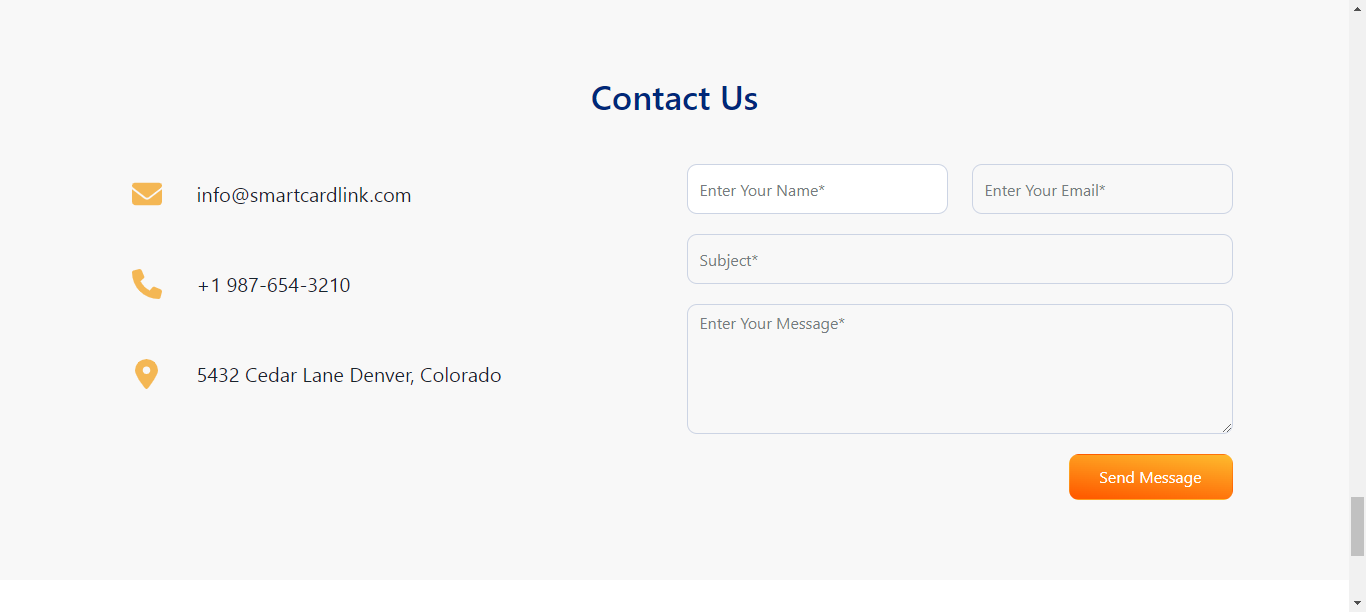 Contact Us
info@smartcardlink.com
+1 987-654-3210
5432 Cedar Lane Denver, Colorado
Enter Your Name*
Enter Your Email*
Subject*
Enter Your Message*
Send Message